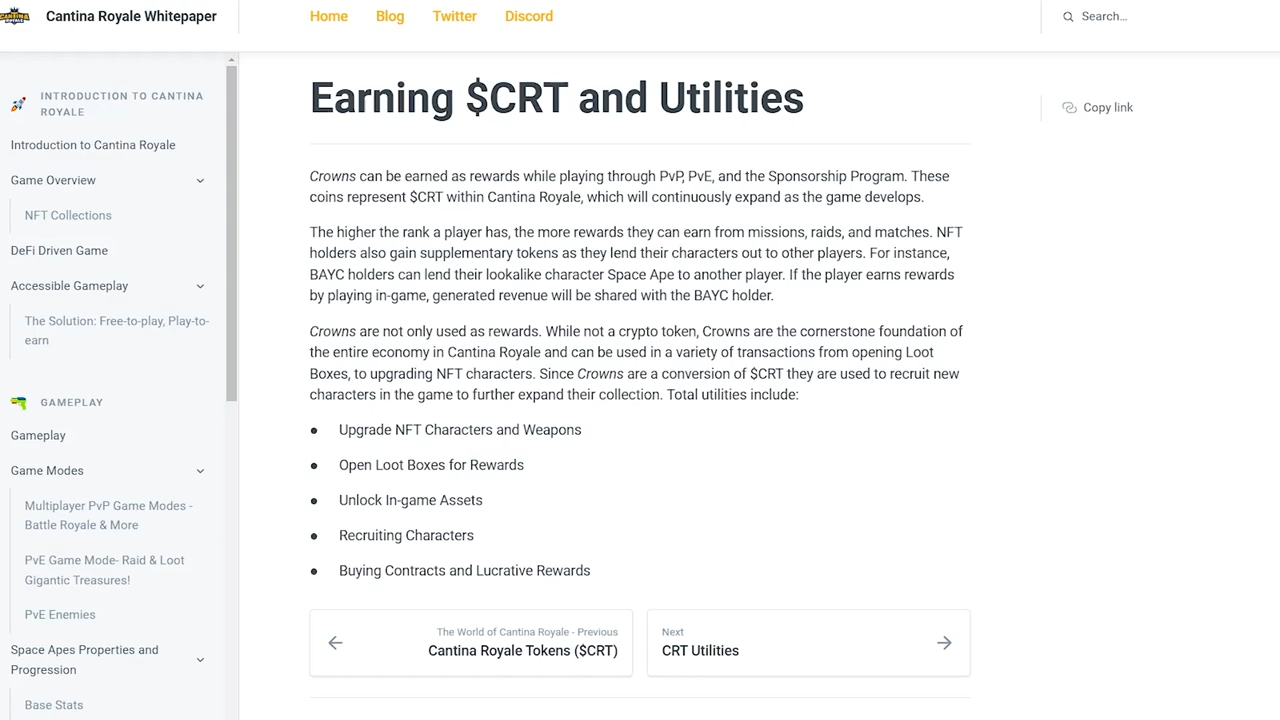 CANTINA
Cantina Royale Whitepaper
Home
Blog
Twitter
Discord
Search...
INTRODUCTION TO CANTINA
ROYALE
Introduction to Cantina Royale
Game Overview
NFT Collections
DeFi Driven Game
Accessible Gameplay
The Solution: Free-to-play, Play-to-
earn
GAMEPLAY
Gameplay
Game Modes
Multiplayer PvP Game Modes -
Battle Royale & More
PvE Game Mode- Raid & Loot
Gigantic Treasures!
PvE Enemies
Space Apes Properties and
Progression
Base Stats
Earning $CRT and Utilities
Copy link
Crowns can be earned as rewards while playing through PvP, PvE, and the Sponsorship Program. These
coins represent $CRT within Cantina Royale, which will continuously expand as the game develops.
The higher the rank a player has, the more rewards they can earn from missions, raids, and matches. NFT
holders also gain supplementary tokens as they lend their characters out to other players. For instance,
BAYC holders can lend their lookalike character Space Ape to another player. If the player earns rewards
by playing in-game, generated revenue will be shared with the BAYC holder.
Crowns are not only used as rewards. While not a crypto token, Crowns are the cornerstone foundation of
the entire economy in Cantina Royale and can be used in a variety of transactions from opening Loot
Boxes, to upgrading NFT characters. Since Crowns are a conversion of $CRT they are used to recruit new
characters in the game to further expand their collection. Total utilities include:
● Upgrade NFT Characters and Weapons
● Open Loot Boxes for Rewards
● Unlock In-game Assets
● Recruiting Characters
● Buying Contracts and Lucrative Rewards
The World of Cantina Royale - Previous
Cantina Royale Tokens ($CRT)
Next
CRT Utilities